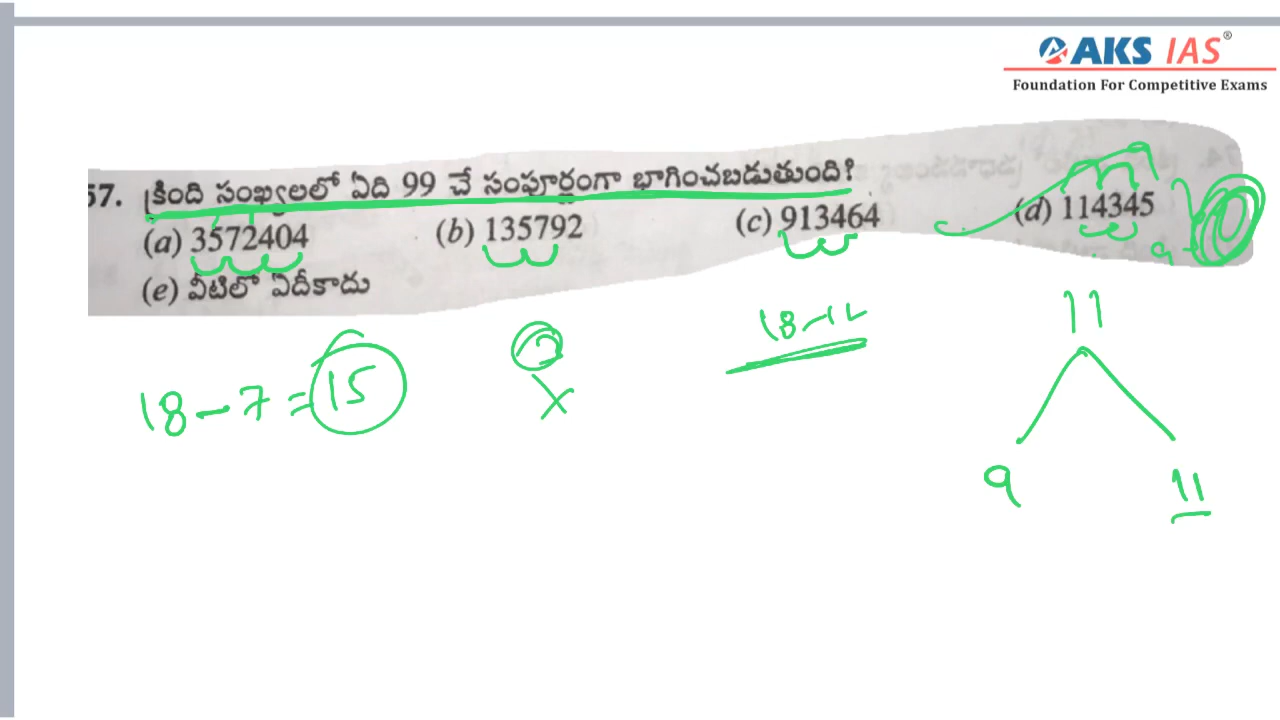 AKS IAS®
Foundation For Competitive Exams
57. క్రింది సంఖ్యలలో ఏది 99 చే సంపూర్ణంగా భాగించబడుతుంది?
(a) 3572404 (b) 135792 (c) 913464 (d) 114345
(e) వీటిలో ఏదీకాదు
9
18-12
11
18-7=15
9 11